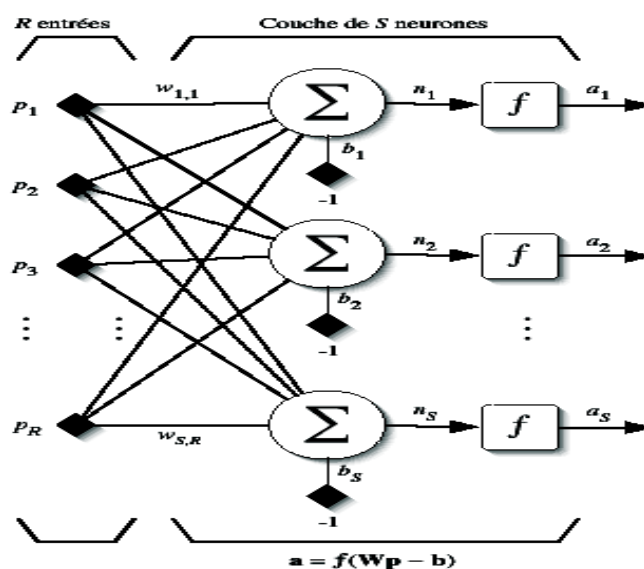 R entrées
Couche de S neurones
p1 w1,1 Σ n1 f a1
b1
-1
p2
p3 Σ n2 f a2
b2
-1
⋮ ⋮ ⋮
pR wS,R Σ nS f aS
bS
-1
a = f(Wp − b)